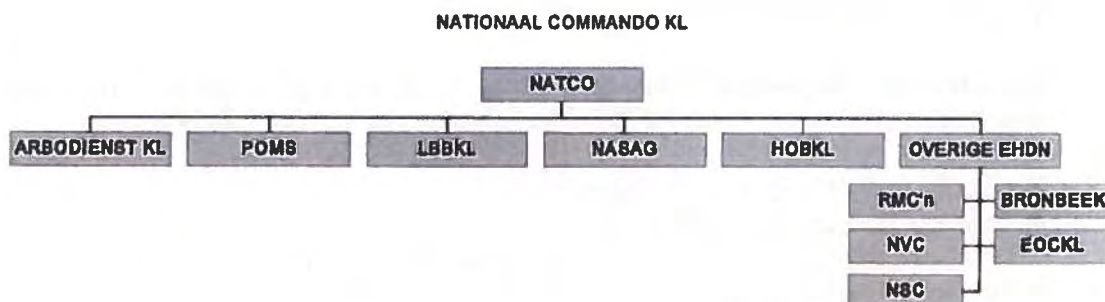 NATIONAAL COMMANDO KL
NATCO
ARBODIENST KL POMS LBBKL NASAG HOBKL OVERIGE EHDN
RMC'n BRONBEEK
NVC EOCKL
NSC